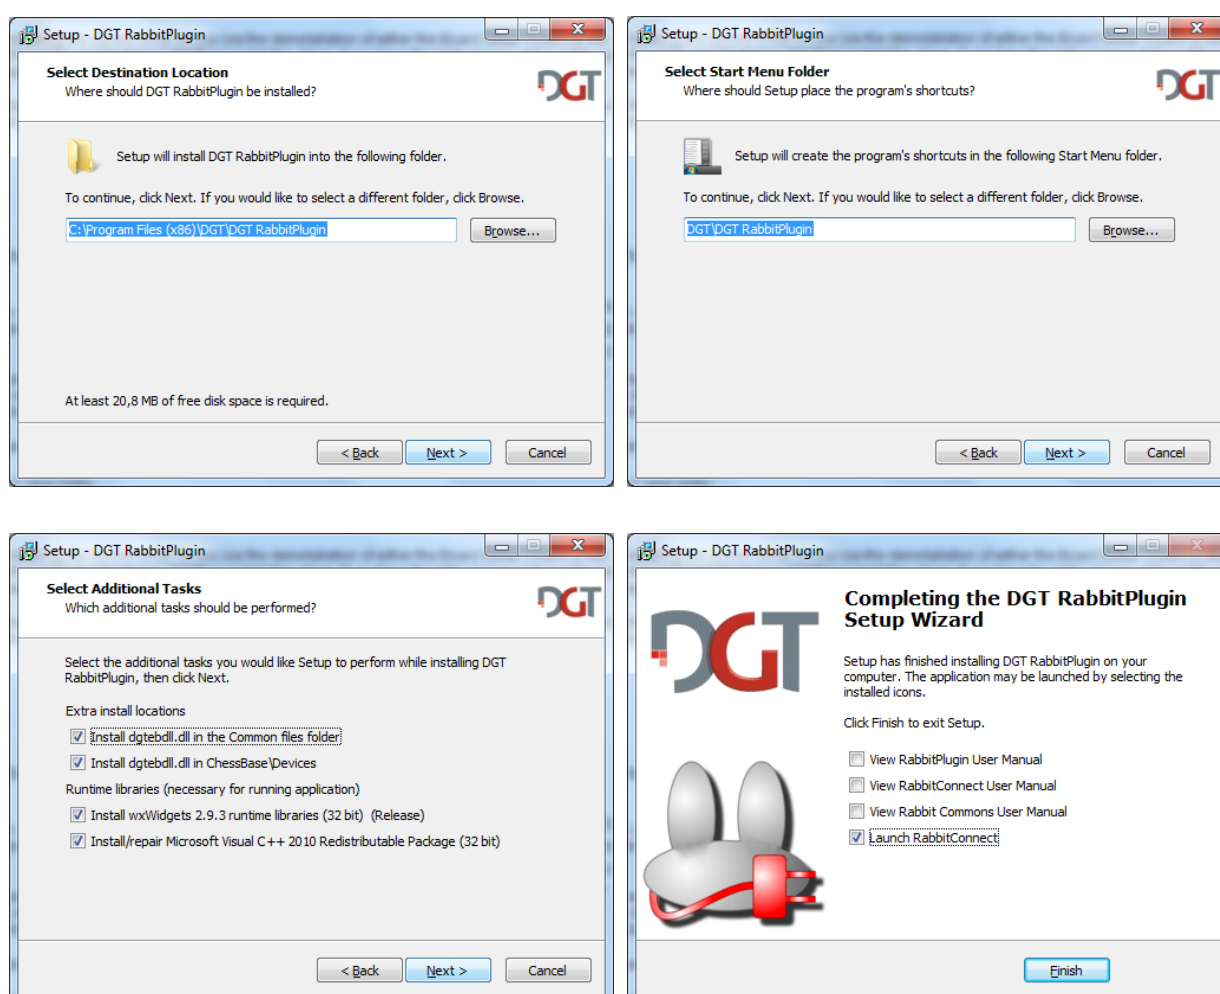 Setup - DGT RabbitPlugin
Select Destination Location
Where should DGT RabbitPlugin be installed?
DGT
Setup will install DGT RabbitPlugin into the following folder.
To continue, click Next. If you would like to select a different folder, click Browse.
C:\Program Files (x86)\DGT\DGT RabbitPlugin
Browse...
At least 20,8 MB of free disk space is required.
< Back Next > Cancel
Setup - DGT RabbitPlugin
Select Start Menu Folder
Where should Setup place the program's shortcuts?
DGT
Setup will create the program's shortcuts in the following Start Menu folder.
To continue, click Next. If you would like to select a different folder, click Browse.
DGT\DGT RabbitPlugin
Browse...
< Back Next > Cancel
Setup - DGT RabbitPlugin
Select Additional Tasks
Which additional tasks should be performed?
DGT
Select the additional tasks you would like Setup to perform while installing DGT
RabbitPlugin, then click Next.
Extra install locations
Install dgtebdll.dll in the Common files folder
Install dgtebdll.dll in ChessBase\Devices
Runtime libraries (necessary for running application)
Install wxWidgets 2.9.3 runtime libraries (32 bit) (Release)
Install/repair Microsoft Visual C++ 2010 Redistributable Package (32 bit)
< Back Next > Cancel
Setup - DGT RabbitPlugin
DGT
Completing the DGT RabbitPlugin
Setup Wizard
Setup has finished installing DGT RabbitPlugin on your
computer. The application may be launched by selecting the
installed icons.
Click Finish to exit Setup.
View RabbitPlugin User Manual
View RabbitConnect User Manual
View Rabbit Commons User Manual
Launch RabbitConnect
Finish